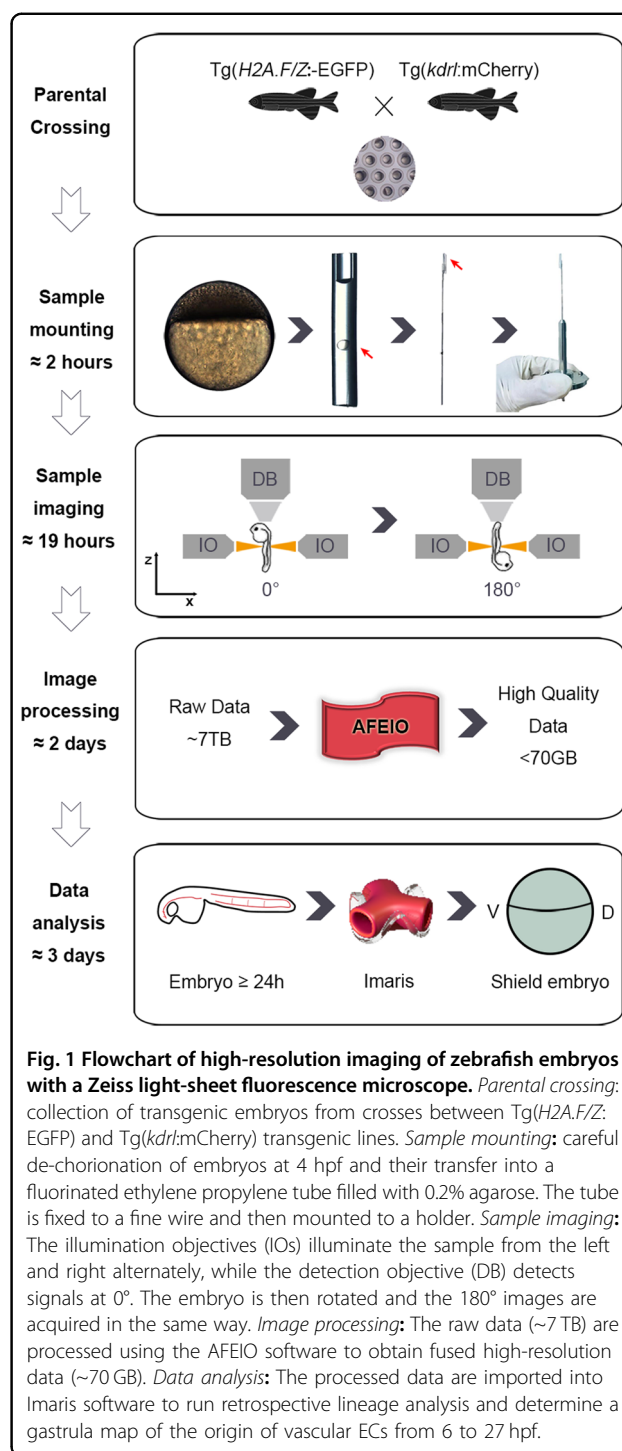 Parental
Crossing
Tg(H2A.F/Z:-EGFP) Tg(kdrl:mCherry)
Sample
mounting
≈ 2 hours
Sample
imaging
≈ 19 hours
DB
IO IO
z
x
0°
DB
IO IO
180°
Image
processing
≈ 2 days
Raw Data
~7TB
AFEIO
High Quality
Data
<70GB
Data
analysis
≈ 3 days
Embryo ≥ 24h
Imaris
V D
Shield embryo
Fig. 1 Flowchart of high-resolution imaging of zebrafish embryos
with a Zeiss light-sheet fluorescence microscope. Parental crossing:
collection of transgenic embryos from crosses between Tg(H2A.F/Z:
EGFP) and Tg(kdrl:mCherry) transgenic lines. Sample mounting: careful
de-chorionation of embryos at 4 hpf and their transfer into a
fluorinated ethylene propylene tube filled with 0.2% agarose. The tube
is fixed to a fine wire and then mounted to a holder. Sample imaging:
The illumination objectives (IOs) illuminate the sample from the left
and right alternately, while the detection objective (DB) detects
signals at 0°. The embryo is then rotated and the 180° images are
acquired in the same way. Image processing: The raw data (~7 TB) are
processed using the AFEIO software to obtain fused high-resolution
data (~70 GB). Data analysis: The processed data are imported into
Imaris software to run retrospective lineage analysis and determine a
gastrula map of the origin of vascular ECs from 6 to 27 hpf.